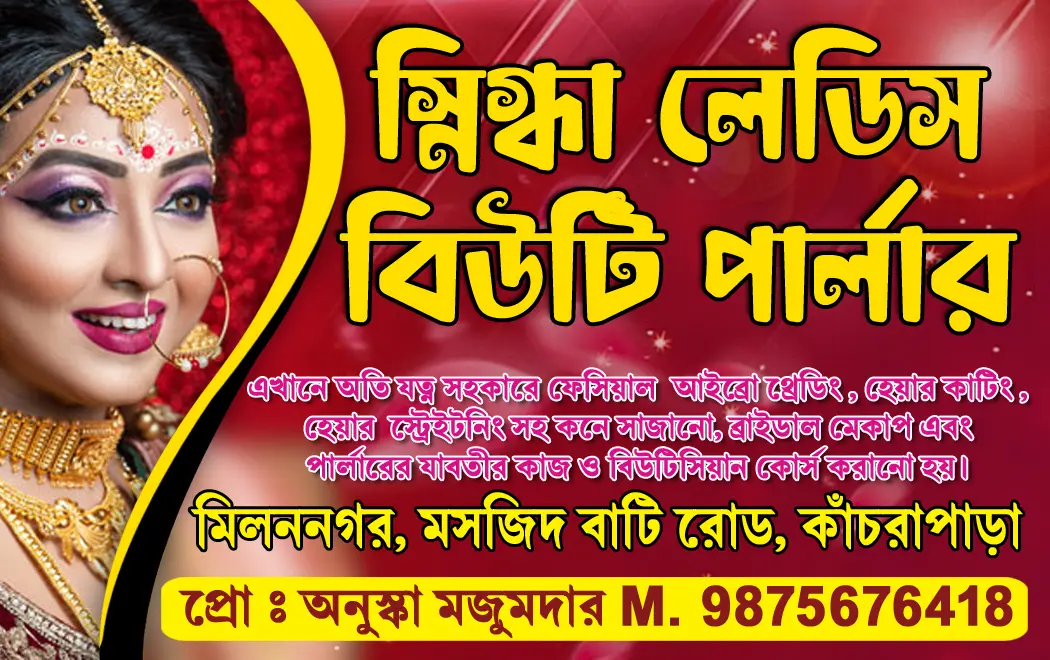 স্নিগ্ধা লেডিস
বিউটি পার্লার
এখানে অতি যত্ন সহকারে ফেসিয়াল আইব্রো থ্রেডিং , হেয়ার কাটিং ,
হেয়ার স্ট্রেইটনিং সহ কনে সাজানো, ব্রাইডাল মেকাপ এবং
পার্লারের যাবতীর কাজ ও বিউটিসিয়ান কোর্স করানো হয়।
মিলননগর, মসজিদ বাটি রোড, কাঁচরাপাড়া
প্রো ঃ অনুস্কা মজুমদার M. 9875676418